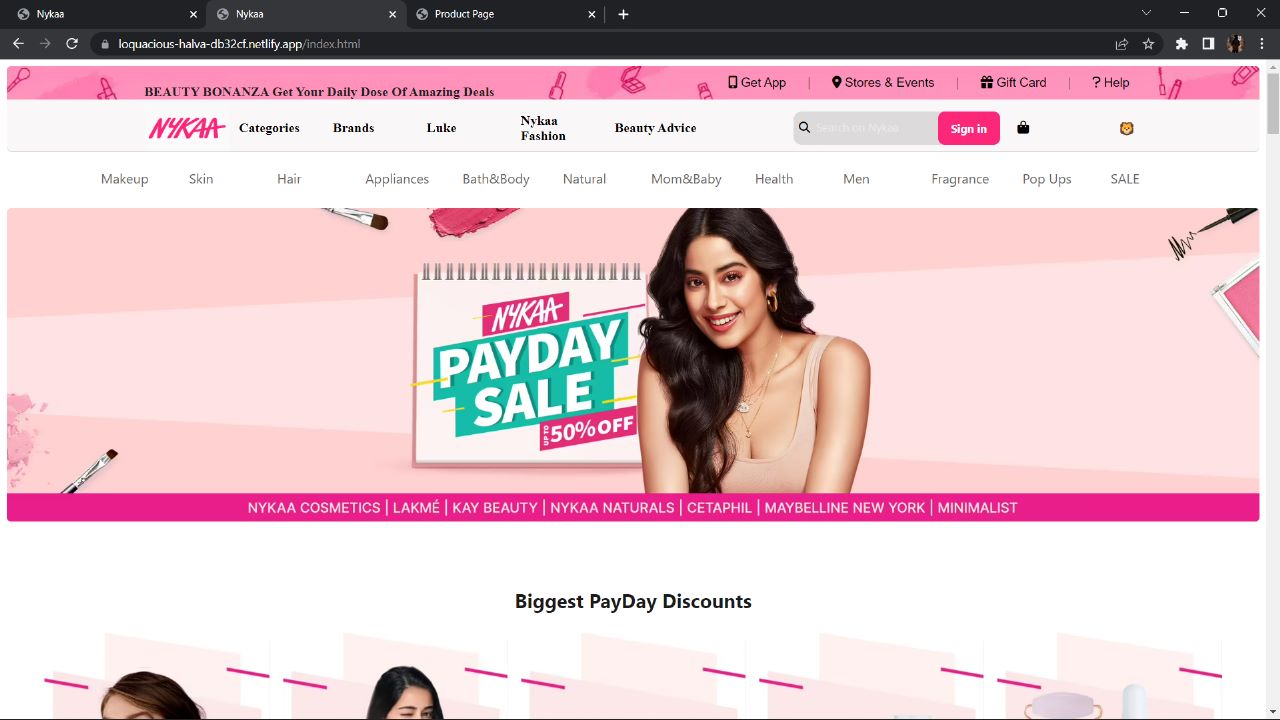 Nykaa
Nykaa
Product Page
loquacious-halva-db32cf.netlify.app/index.html
BEAUTY BONANZA Get Your Daily Dose Of Amazing Deals
Get App | Stores & Events | Gift Card | Help
NYKAA
Categories
Brands
Luke
Nykaa
Fashion
Beauty Advice
Search on Nykaa
Sign in
Makeup Skin Hair Appliances Bath&Body Natural Mom&Baby Health Men Fragrance Pop Ups SALE
NYKAA
PAYDAY
SALE
UPTO 50% OFF
NYKAA COSMETICS | LAKMÉ | KAY BEAUTY | NYKAA NATURALS | CETAPHIL | MAYBELLINE NEW YORK | MINIMALIST
Biggest PayDay Discounts